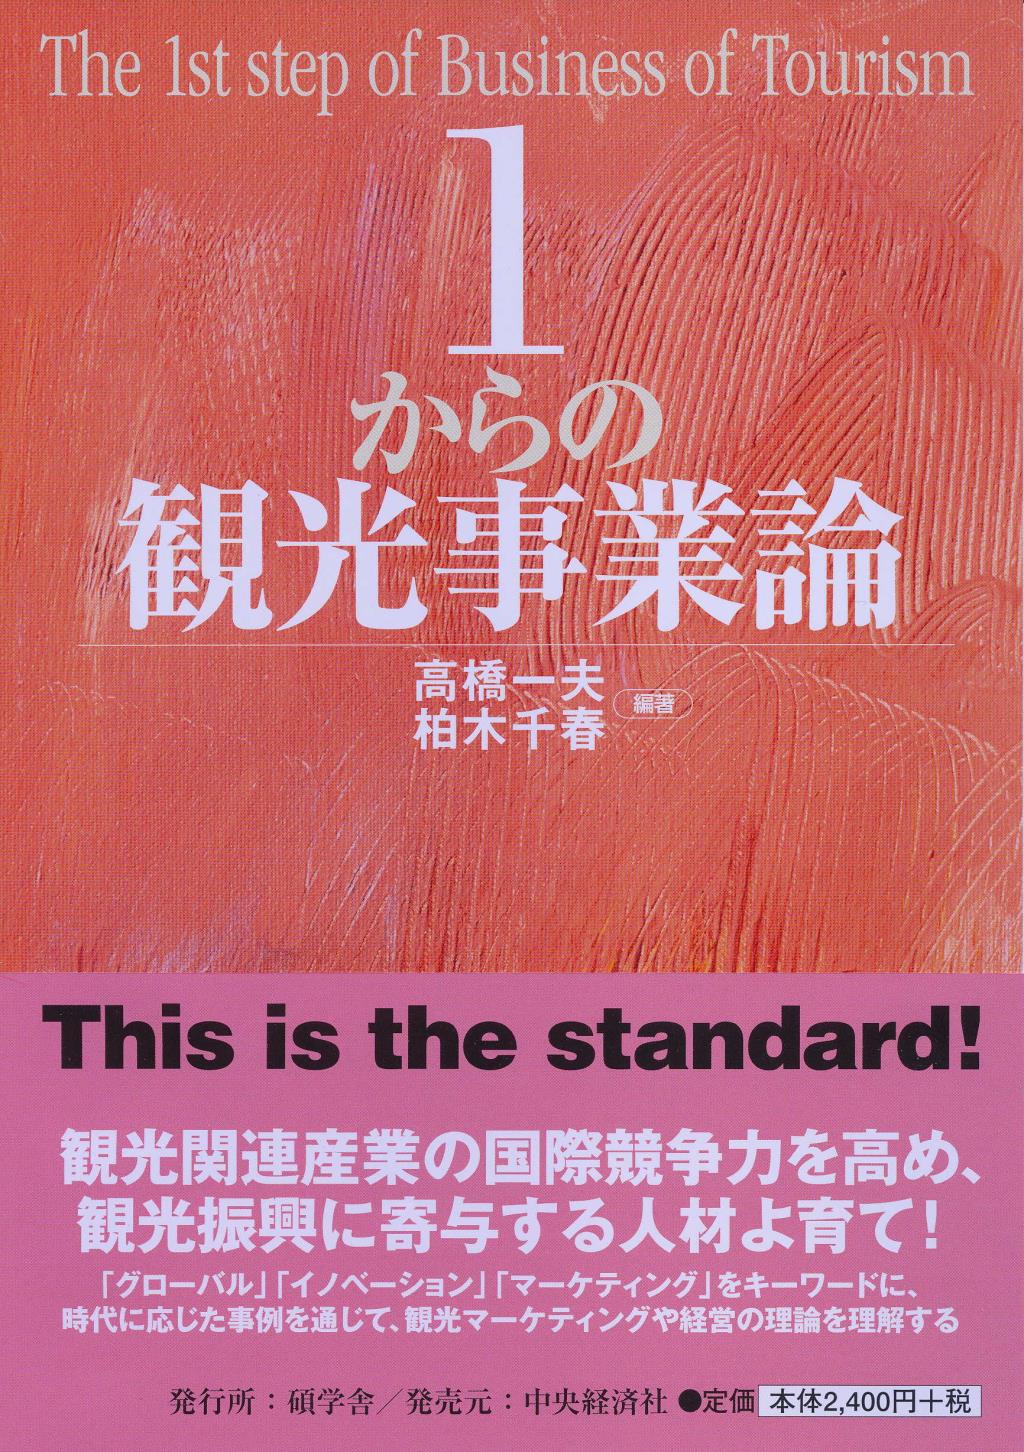 The 1st step of Business of Tourism
1
からの
観光事業論
高橋一夫
柏木千春
編著
This is the standard!
観光関連産業の国際競争力を高め、
観光振興に寄与する人材よ育て!
「グローバル」「イノベーション」「マーケティング」をキーワードに、
時代に応じた事例を通じて、観光マーケティングや経営の理論を理解する
発行所：碩学舎／発売元：中央経済社 ●定価 本体2,400円+税